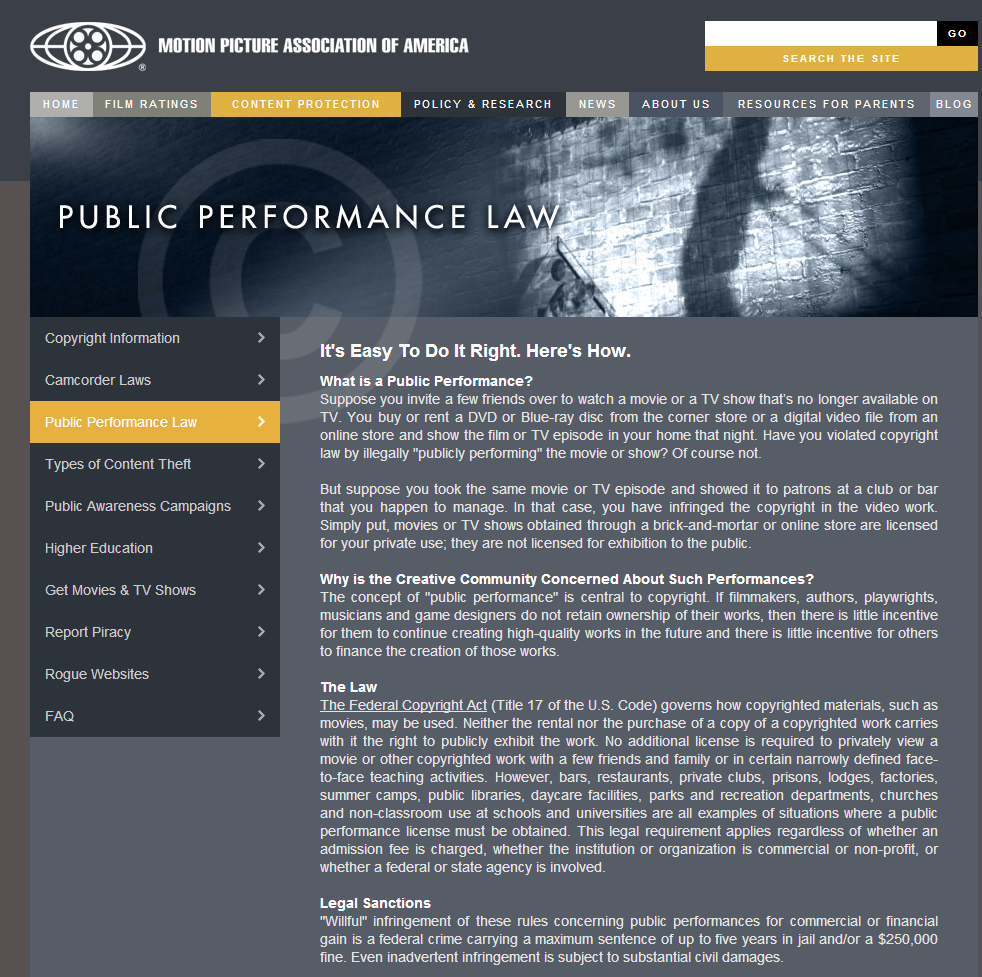 MOTION PICTURE ASSOCIATION OF AMERICA
®
GO
SEARCH THE SITE
HOME FILM RATINGS CONTENT PROTECTION POLICY & RESEARCH NEWS ABOUT US RESOURCES FOR PARENTS BLOG
©
PUBLIC PERFORMANCE LAW
Copyright Information
Camcorder Laws
Public Performance Law
Types of Content Theft
Public Awareness Campaigns
Higher Education
Get Movies & TV Shows
Report Piracy
Rogue Websites
FAQ
It's Easy To Do It Right. Here's How.
What is a Public Performance?
Suppose you invite a few friends over to watch a movie or a TV show that's no longer available on
TV. You buy or rent a DVD or Blue-ray disc from the corner store or a digital video file from an
online store and show the film or TV episode in your home that night. Have you violated copyright
law by illegally "publicly performing" the movie or show? Of course not.
But suppose you took the same movie or TV episode and showed it to patrons at a club or bar
that you happen to manage. In that case, you have infringed the copyright in the video work.
Simply put, movies or TV shows obtained through a brick-and-mortar or online store are licensed
for your private use; they are not licensed for exhibition to the public.
Why is the Creative Community Concerned About Such Performances?
The concept of "public performance" is central to copyright. If filmmakers, authors, playwrights,
musicians and game designers do not retain ownership of their works, then there is little incentive
for them to continue creating high-quality works in the future and there is little incentive for others
to finance the creation of those works.
The Law
The Federal Copyright Act (Title 17 of the U.S. Code) governs how copyrighted materials, such as
movies, may be used. Neither the rental nor the purchase of a copy of a copyrighted work carries
with it the right to publicly exhibit the work. No additional license is required to privately view a
movie or other copyrighted work with a few friends and family or in certain narrowly defined face-
to-face teaching activities. However, bars, restaurants, private clubs, prisons, lodges, factories,
summer camps, public libraries, daycare facilities, parks and recreation departments, churches
and non-classroom use at schools and universities are all examples of situations where a public
performance license must be obtained. This legal requirement applies regardless of whether an
admission fee is charged, whether the institution or organization is commercial or non-profit, or
whether a federal or state agency is involved.
Legal Sanctions
"Willful" infringement of these rules concerning public performances for commercial or financial
gain is a federal crime carrying a maximum sentence of up to five years in jail and/or a $250,000
fine. Even inadvertent infringement is subject to substantial civil damages.